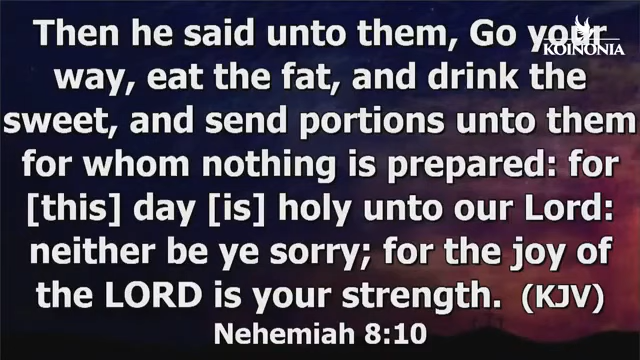 Then he said unto them, Go your
KOINONIA
way, eat the fat, and drink the
sweet, and send portions unto them
for whom nothing is prepared: for
[this] day [is] holy unto our Lord:
neither be ye sorry; for the joy of
the LORD is your strength. (KJV)
Nehemiah 8:10